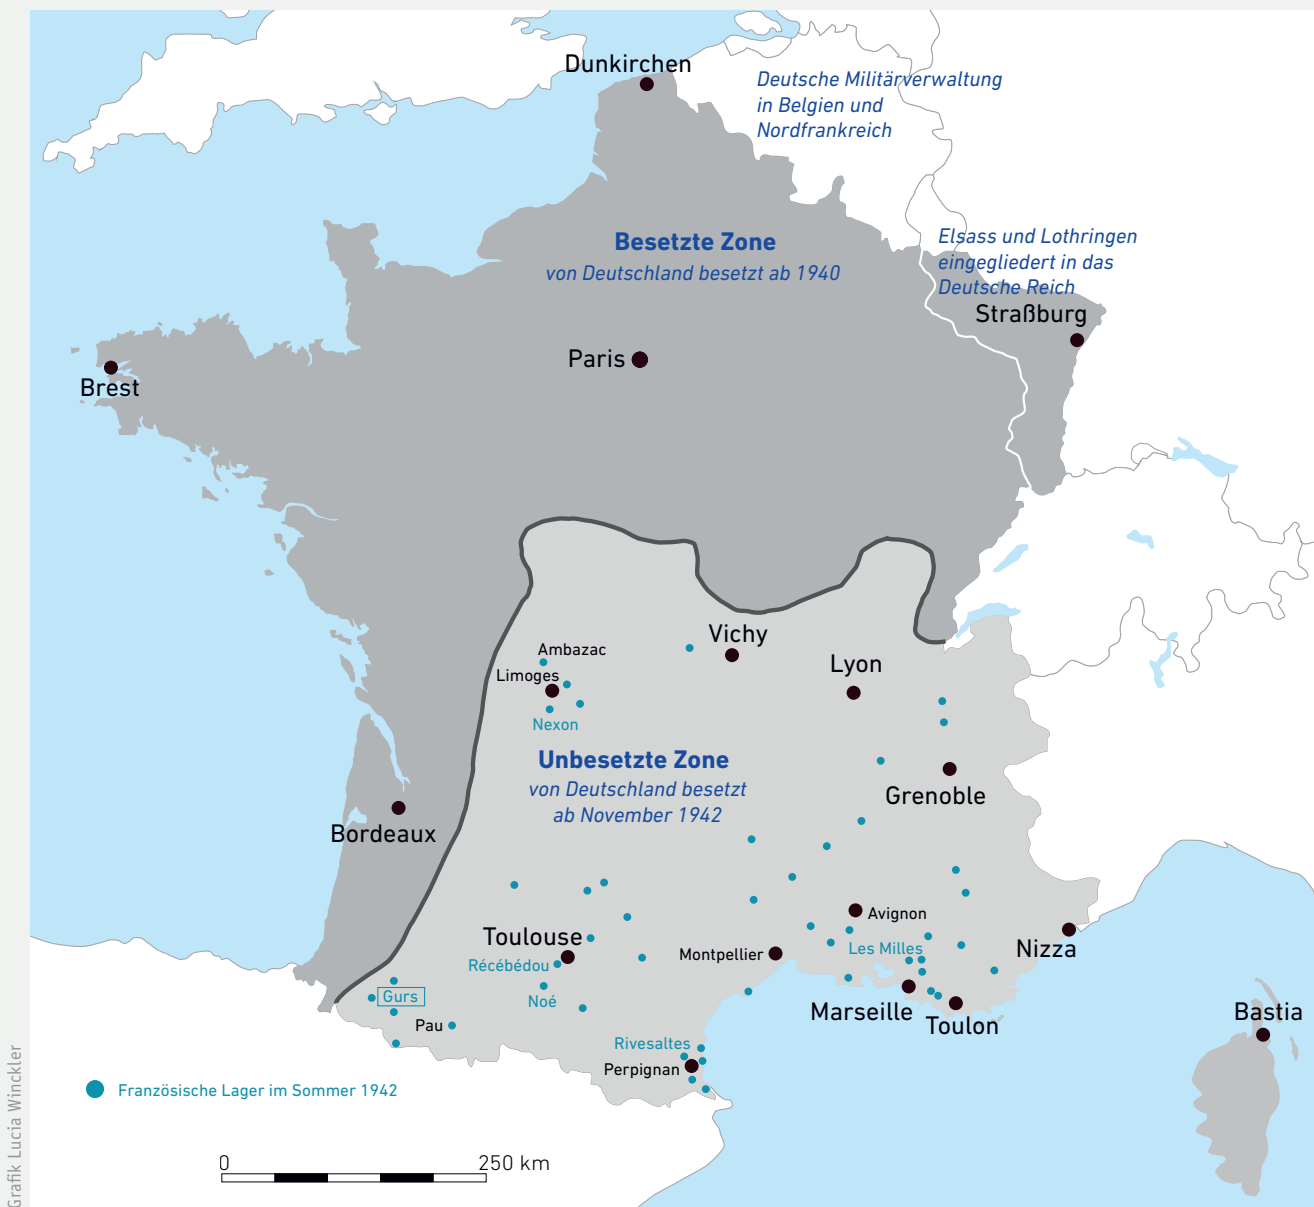 Dunkirchen
Deutsche Militärverwaltung
in Belgien und
Nordfrankreich
Besetzte Zone
von Deutschland besetzt ab 1940
Elsass und Lothringen
eingegliedert in das
Deutsche Reich
Straßburg
Paris
Brest
Vichy
Ambazac
Limoges
Lyon
Nexon
Unbesetzte Zone
von Deutschland besetzt
ab November 1942
Grenoble
Bordeaux
Avignon
Toulouse
Montpellier
Les Milles
Nizza
Récébédou
Gurs
Noé
Marseille
Toulon
Bastia
Pau
Rivesaltes
Perpignan
Französische Lager im Sommer 1942
0 250 km
Grafik Lucia Winckler